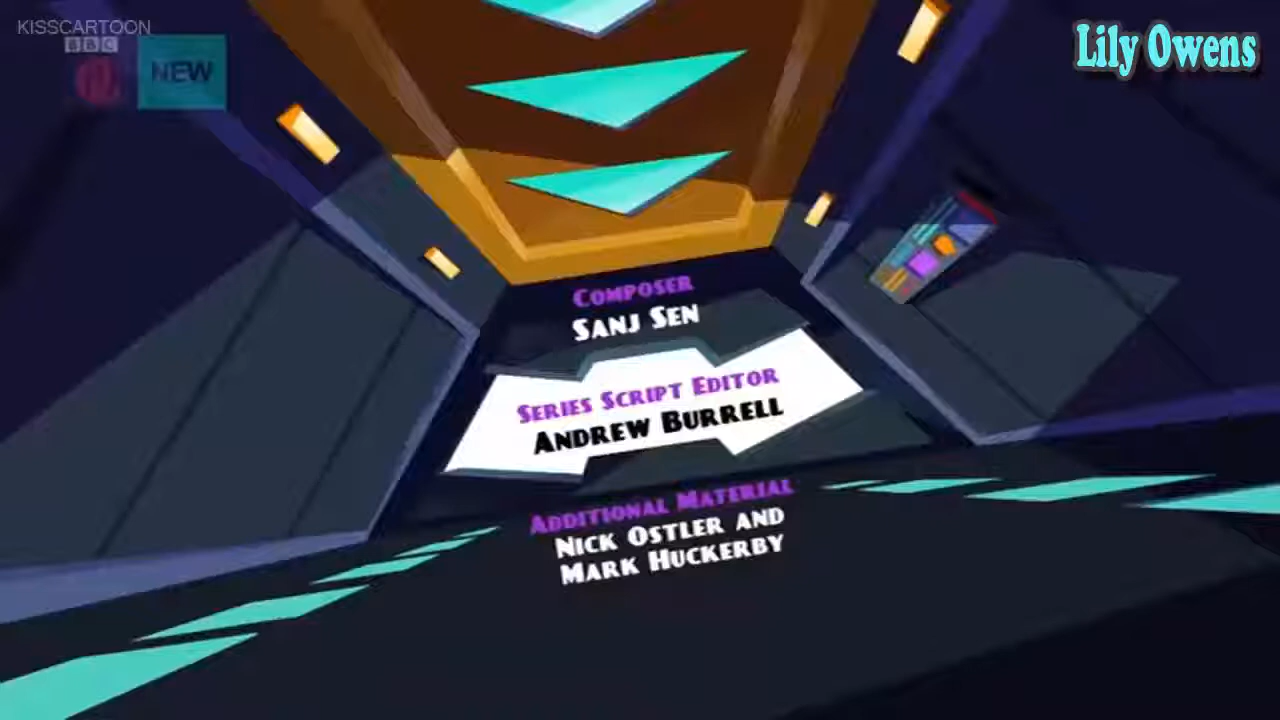 KISSCARTOON
BBC
NEW
Lily Owens
COMPOSER
SANJ SEN
SERIES SCRIPT EDITOR
ANDREW BURRELL
ADDITIONAL MATERIAL
NICK OSTLER AND
MARK HUCKERBY